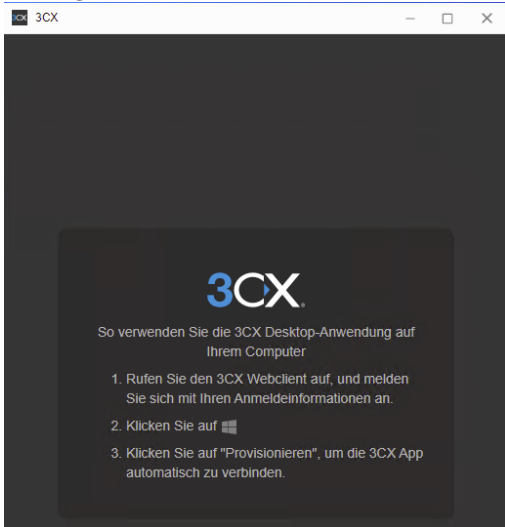 3CX
3CX
So verwenden Sie die 3CX Desktop-Anwendung auf
Ihrem Computer
1. Rufen Sie den 3CX Webclient auf, und melden
Sie sich mit Ihren Anmeldeinformationen an.
2. Klicken Sie auf
3. Klicken Sie auf "Provisionieren", um die 3CX App
automatisch zu verbinden.